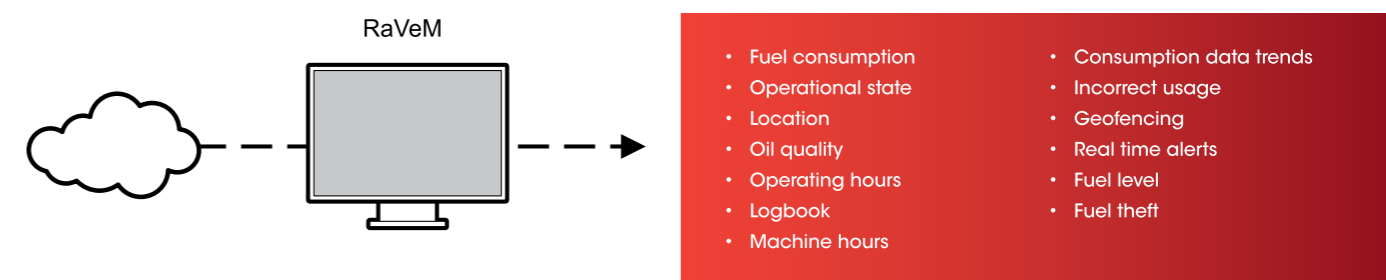 RaVeM
• Fuel consumption
• Operational state
• Location
• Oil quality
• Operating hours
• Logbook
• Machine hours
• Consumption data trends
• Incorrect usage
• Geofencing
• Real time alerts
• Fuel level
• Fuel theft